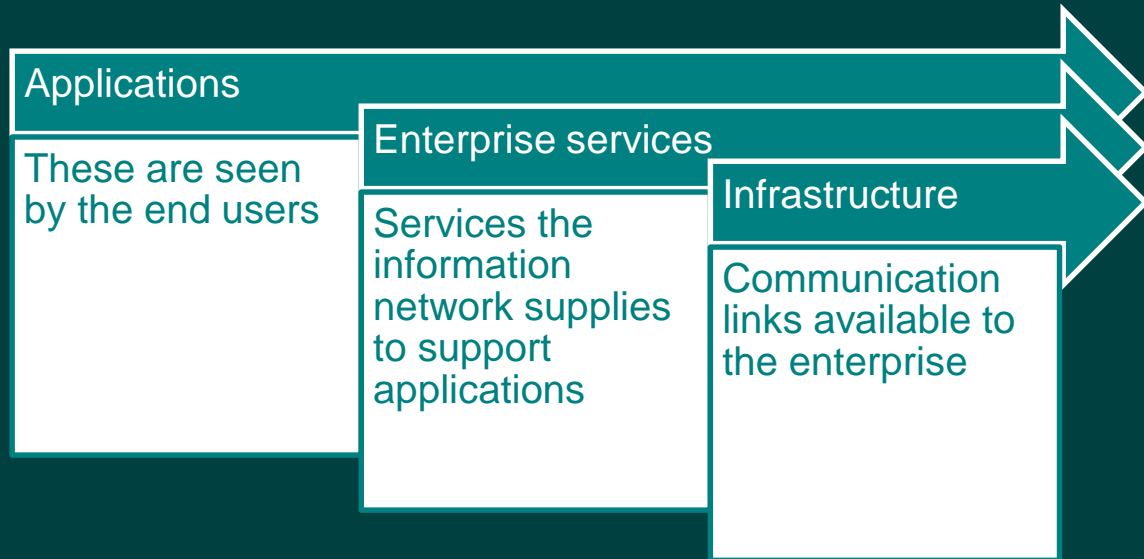 Applications
These are seen
by the end users
Enterprise services
Services the
information
network supplies
to support
applications
Infrastructure
Communication
links available to
the enterprise